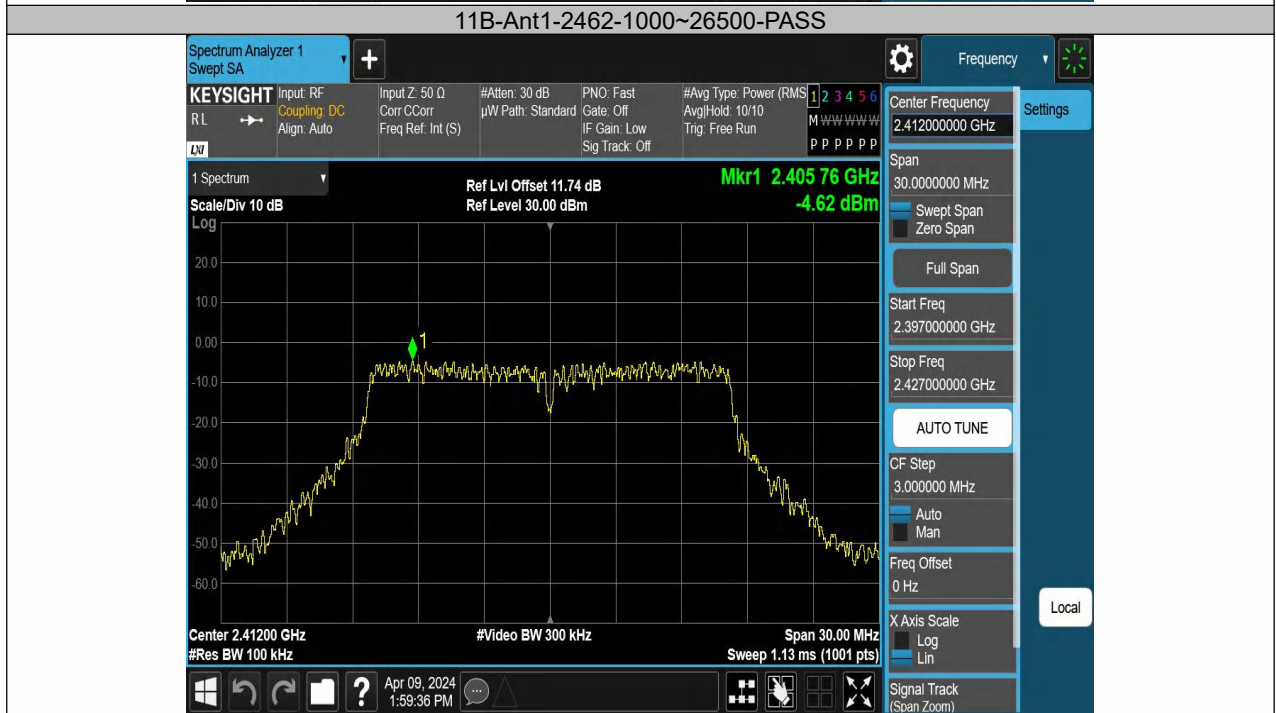 11B-Ant1-2462-1000~26500-PASS
Spectrum Analyzer 1
Swept SA
+
Frequency
KEYSIGHT
RL
LXI
Input: RF
Coupling: DC
Align: Auto
Input Z: 50 Ω
Corr CCorr
Freq Ref: Int (S)
#Atten: 30 dB
µW Path: Standard
PNO: Fast
Gate: Off
IF Gain: Low
Sig Track: Off
#Avg Type: Power (RMS
Avg|Hold: 10/10
Trig: Free Run
1 2 3 4 5 6
M W W W W W
P P P P P P
Center Frequency
2.412000000 GHz
Settings
1 Spectrum
Scale/Div 10 dB
Ref Lvl Offset 11.74 dB
Ref Level 30.00 dBm
Mkr1 2.405 76 GHz
-4.62 dBm
Log
20.0
10.0
0.00
-10.0
-20.0
-30.0
-40.0
-50.0
-60.0
1
Center 2.41200 GHz
#Res BW 100 kHz
#Video BW 300 kHz
Span 30.00 MHz
Sweep 1.13 ms (1001 pts)
Span
30.0000000 MHz
Swept Span
Zero Span
Full Span
Start Freq
2.397000000 GHz
Stop Freq
2.427000000 GHz
AUTO TUNE
CF Step
3.000000 MHz
Auto
Man
Freq Offset
0 Hz
X Axis Scale
Log
Lin
Signal Track
(Span Zoom)
Local
?
Apr 09, 2024
1:59:36 PM